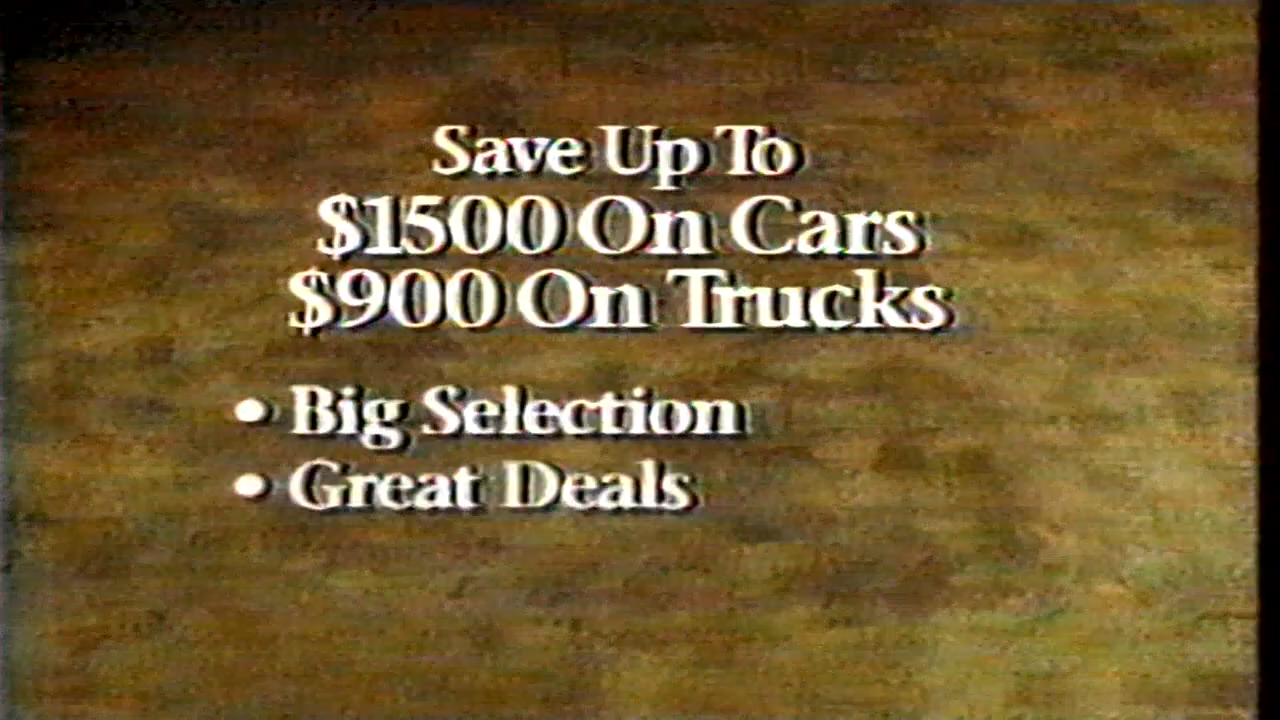 Save Up To
$1500 On Cars
$900 On Trucks
• Big Selection
• Great Deals